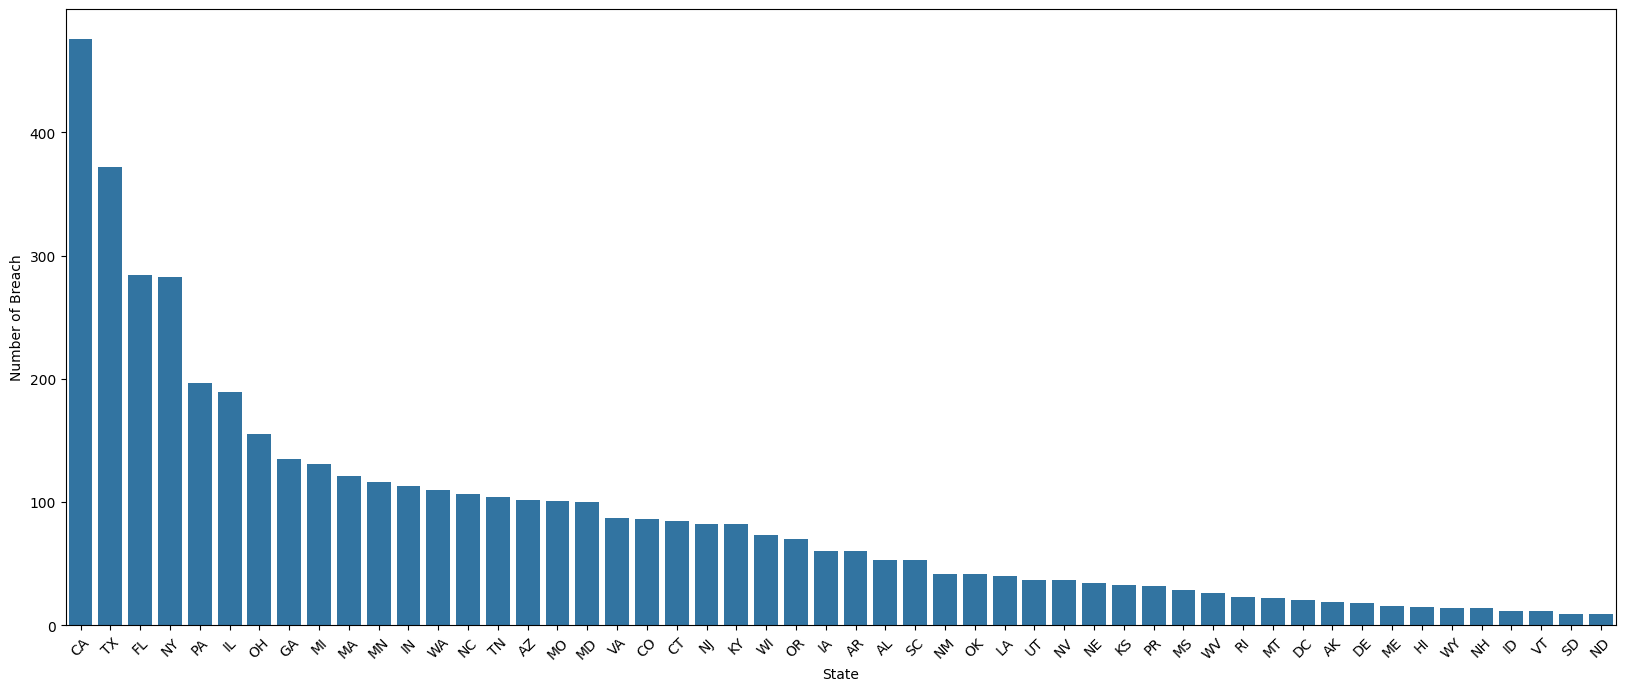 Number of Breach
400
300
200
100
0
CA TX FL NY PA IL OH GA MI MA MN IN WA NC TN AZ MO MD VA CO CT NJ KY WI OR IA AR AL SC NM OK LA UT NV NE KS PR MS WV RI MT DC AK DE ME HI WY NH ID VT SD ND
State